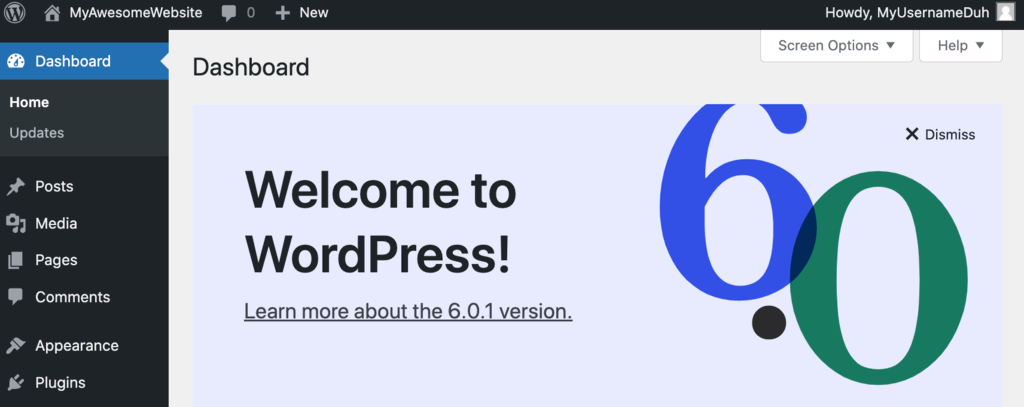 MyAwesomeWebsite 0 + New Howdy, MyUsernameDuh
Dashboard
Home
Updates
Posts
Media
Pages
Comments
Appearance
Plugins
Screen Options ▼ Help ▼
Dashboard
Dismiss
Welcome to
WordPress!
Learn more about the 6.0.1 version.
6.0